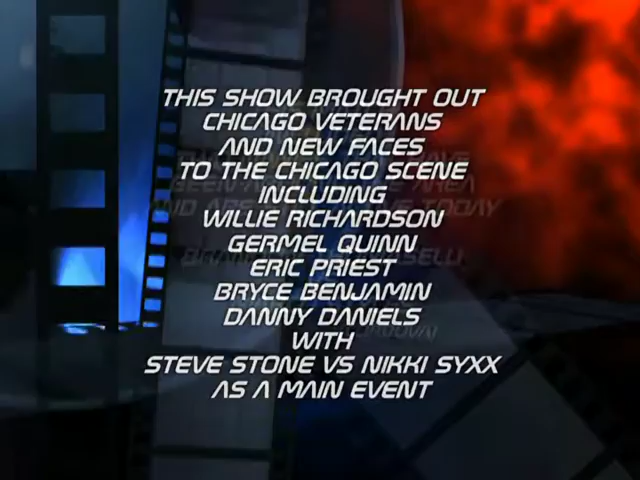 THIS SHOW BROUGHT OUT
CHICAGO VETERANS
AND NEW FACES
TO THE CHICAGO SCENE
INCLUDING
WILLIE RICHARDSON
GERMEL QUINN
ERIC PRIEST
BRYCE BENJAMIN
DANNY DANIELS
WITH
STEVE STONE VS NIKKI SYXX
AS A MAIN EVENT